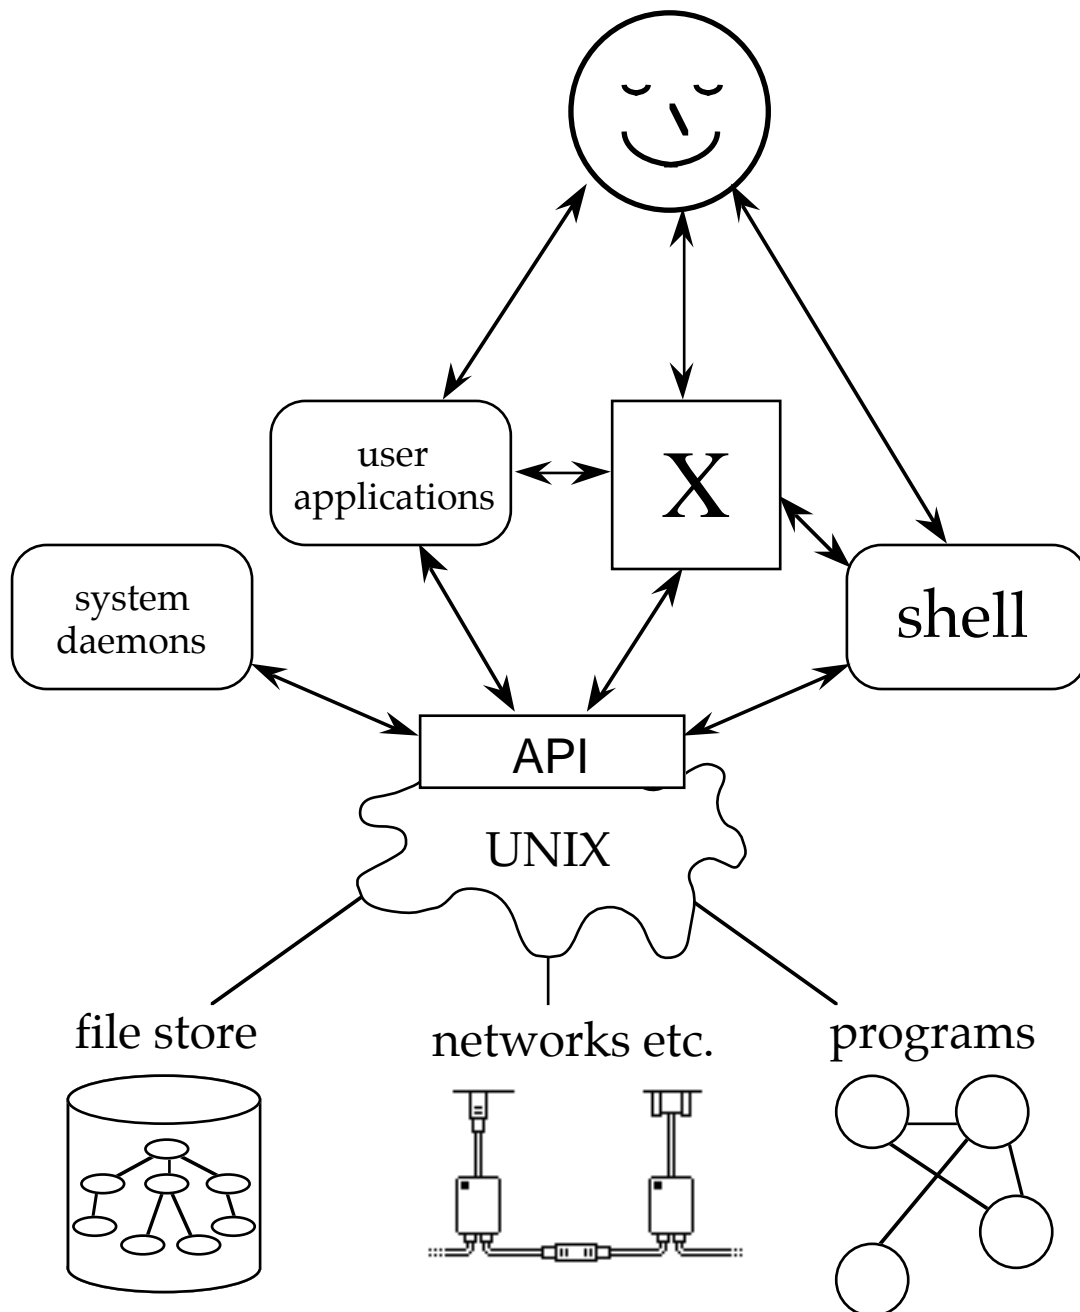 user
applications
X
system
daemons
shell
API
UNIX
file store
networks etc.
programs